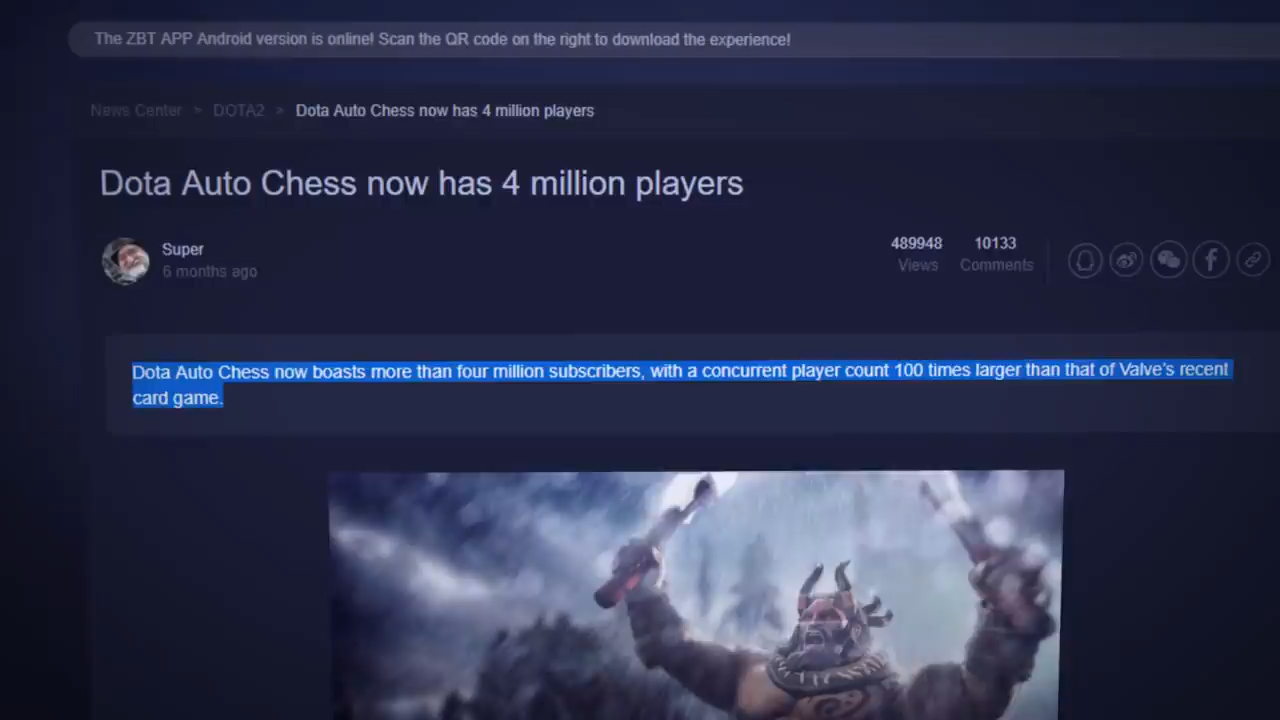 The ZBT APP Android version is online! Scan the QR code on the right to download the experience!
News Center > DOTA2 > Dota Auto Chess now has 4 million players
Dota Auto Chess now has 4 million players
Super
6 months ago
489948
Views
10133
Comments
Dota Auto Chess now boasts more than four million subscribers, with a concurrent player count 100 times larger than that of Valve's recent
card game.